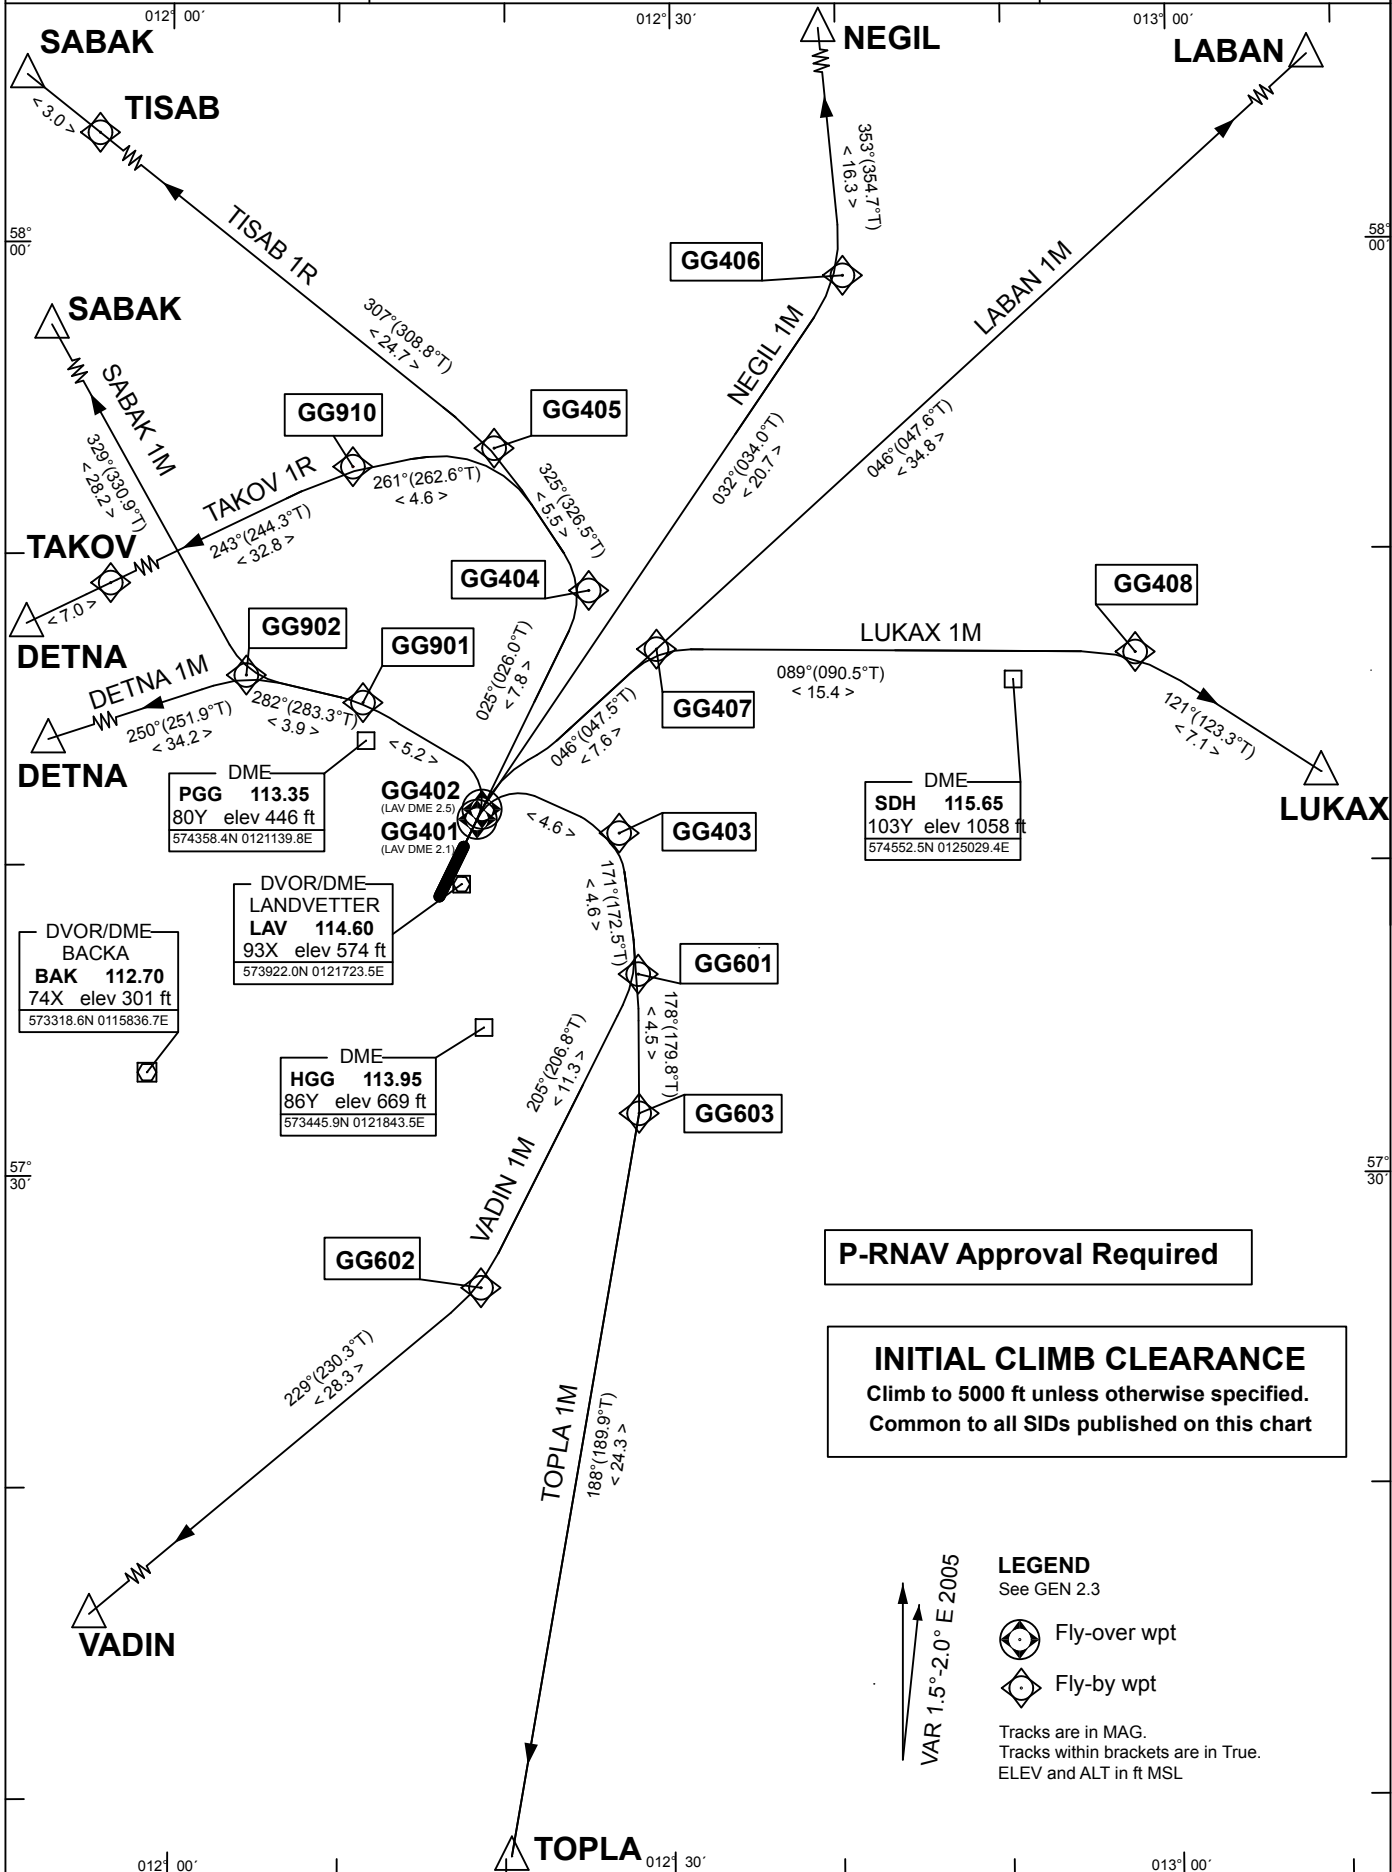 012° 00´
012° 30´
013° 00´
SABAK
NEGIL
LABAN
< 3.0 >
TISAB
353°(354.7°T)
< 16.3 >
TISAB 1R
58°
00´
58°
00´
GG406
LABAN 1M
SABAK
307°(308.8°T)
< 24.7 >
NEGIL 1M
SABAK 1M
GG910
GG405
046°(047.6°T)
< 34.8 >
329°(330.9°T)
< 28.2 >
TAKOV 1R
261°(262.6°T)
< 4.6 >
325°(326.5°T)
< 5.5 >
032°(034.0°T)
< 20.7 >
243°(244.3°T)
< 32.8 >
TAKOV
GG404
GG408
< 7.0 >
GG902
GG901
LUKAX 1M
DETNA
DETNA 1M
025°(026.0°T)
< 7.8 >
089°(090.5°T)
< 15.4 >
282°(283.3°T)
< 3.9 >
GG407
250°(251.9°T)
< 34.2 >
046°(047.5°T)
< 7.6 >
121°(123.3°T)
< 7.1 >
< 5.2 >
DETNA
DME
PGG 113.35
80Y elev 446 ft
574358.4N 0121139.8E
GG402
(LAV DME 2.5)
GG401
(LAV DME 2.1)
< 4.6 >
GG403
DME
SDH 115.65
103Y elev 1058 ft
574552.5N 0125029.4E
LUKAX
171°(172.5°T)
< 4.6 >
DVOR/DME
LANDVETTER
LAV 114.60
93X elev 574 ft
573922.0N 0121723.5E
DVOR/DME
BACKA
BAK 112.70
74X elev 301 ft
573318.6N 0115836.7E
GG601
178°(179.8°T)
< 4.5 >
205°(206.8°T)
< 11.3 >
DME
HGG 113.95
86Y elev 669 ft
573445.9N 0121843.5E
GG603
57°
30´
57°
30´
VADIN 1M
GG602
P-RNAV Approval Required
229°(230.3°T)
< 28.3 >
INITIAL CLIMB CLEARANCE
Climb to 5000 ft unless otherwise specified.
Common to all SIDs published on this chart
TOPLA 1M
188°(189.9°T)
< 24.3 >
VADIN
VAR 1.5°-2.0° E 2005
LEGEND
See GEN 2.3
Fly-over wpt
Fly-by wpt
Tracks are in MAG.
Tracks within brackets are in True.
ELEV and ALT in ft MSL
TOPLA
012° 00´
012° 30´
013° 00´